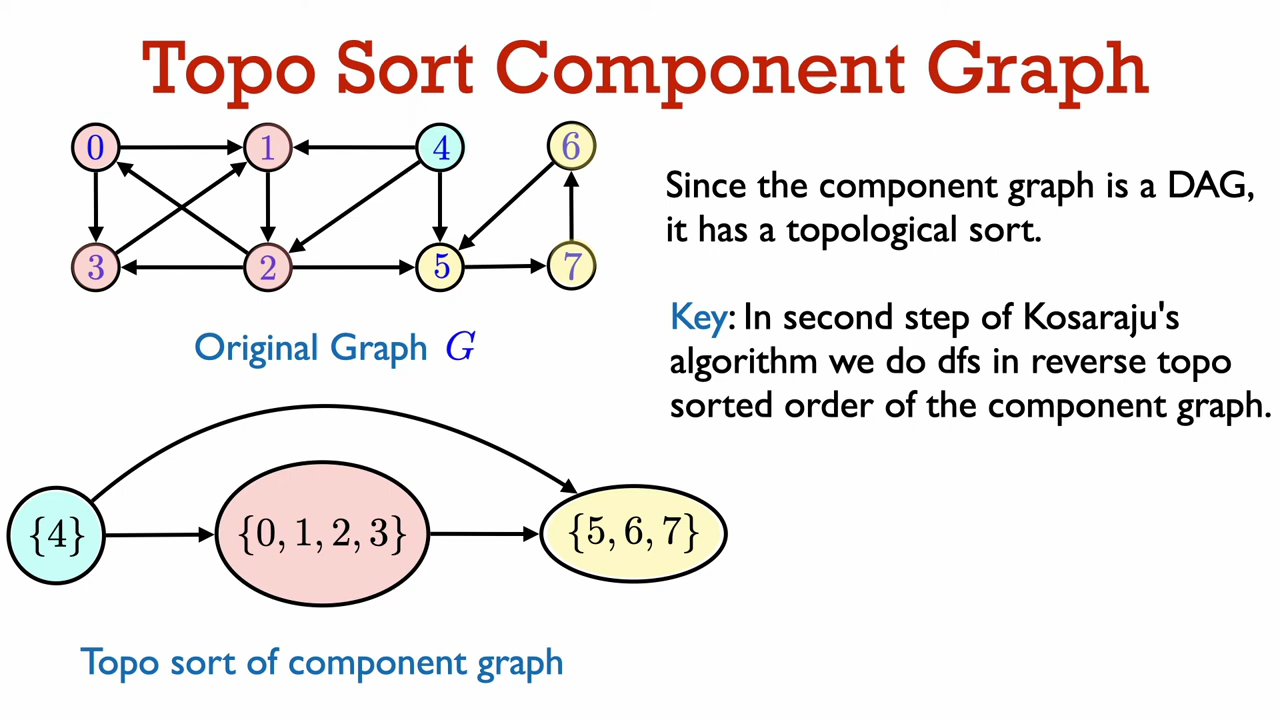 Topo Sort Component Graph
0 1 4 6
3 2 5 7
Original Graph G
Since the component graph is a DAG,
it has a topological sort.
Key: In second step of Kosaraju's
algorithm we do dfs in reverse topo
sorted order of the component graph.
{4} {0, 1, 2, 3} {5, 6, 7}
Topo sort of component graph